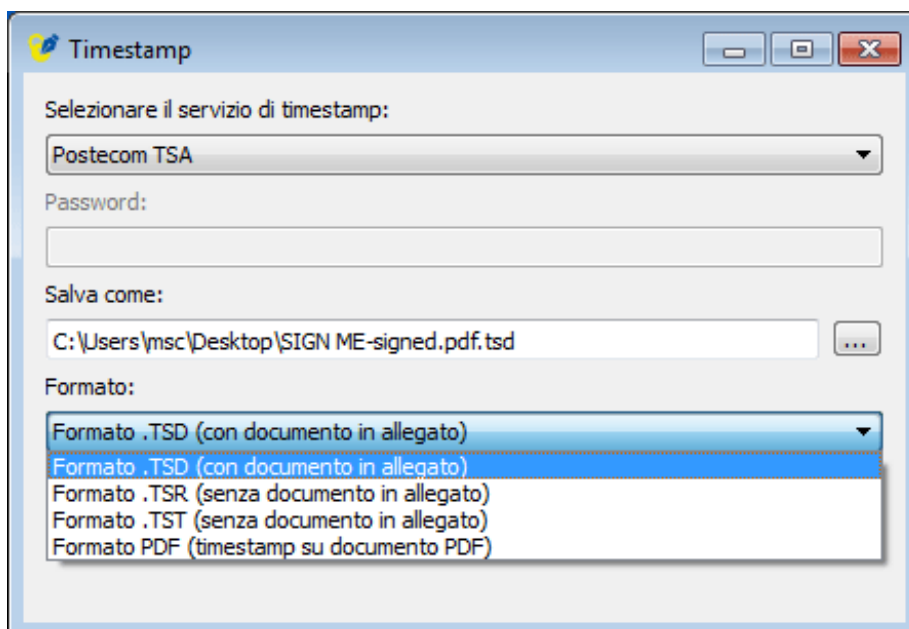 Timestamp
Selezionare il servizio di timestamp:
Postecom TSA
Password:
Salva come:
C:\Users\msc\Desktop\SIGN ME-signed.pdf.tsd
...
Formato:
Formato .TSD (con documento in allegato)
Formato .TSD (con documento in allegato)
Formato .TSR (senza documento in allegato)
Formato .TST (senza documento in allegato)
Formato PDF (timestamp su documento PDF)